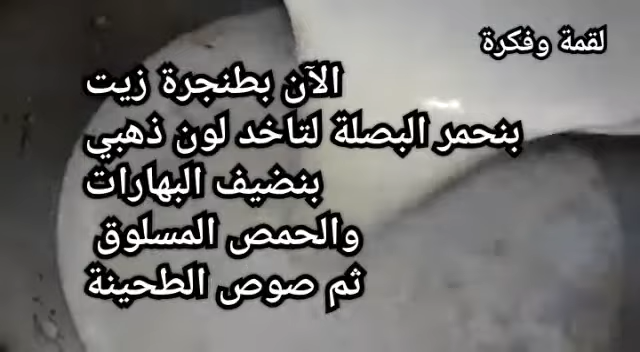 لقمة وفكرة
الآن بطنجرة زيت
بنحمر البصلة لتاخد لون ذهبي
بنضيف البهارات
والحمص المسلوق
ثم صوص الطحينة